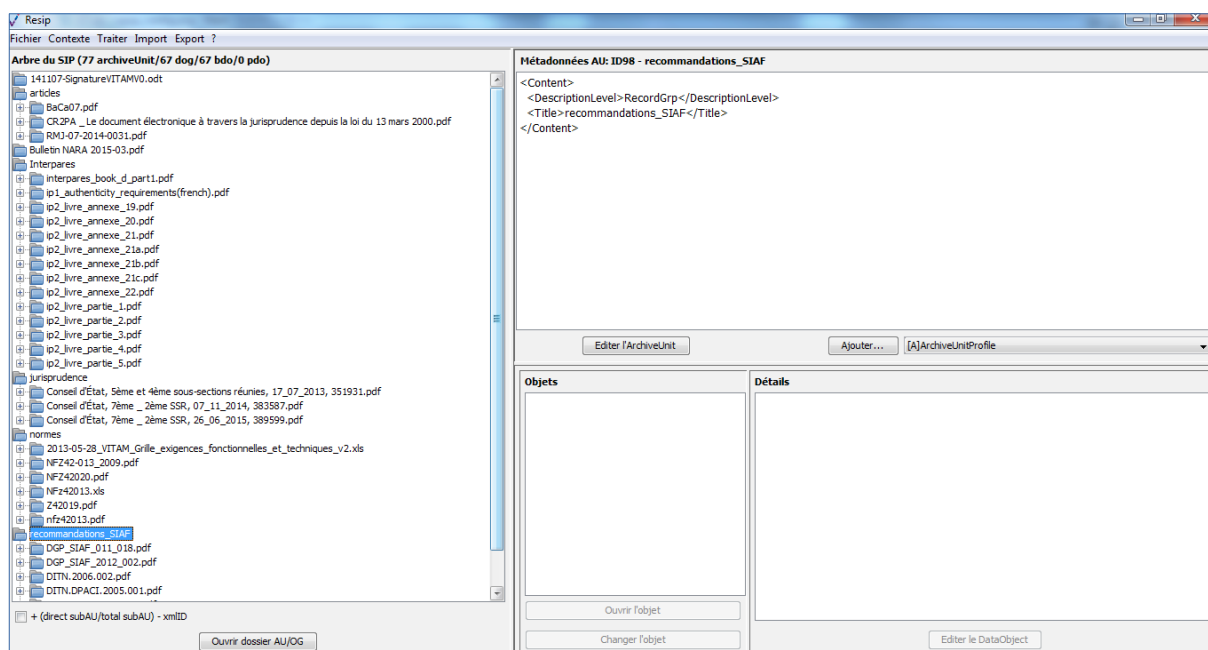 Resip
Fichier Contexte Traiter Import Export ?
Arbre du SIP (77 archiveUnit/67 dog/67 bdo/0 pdo)
141107-SignatureVITAMV0.odt
articles
BaCa07.pdf
CR2PA _ Le document électronique à travers la jurisprudence depuis la loi du 13 mars 2000.pdf
RM3-07-2014-0031.pdf
Bulletin NARA 2015-03.pdf
Interpares
interpares_book_d_part1.pdf
ip1_authenticity_requirements(french).pdf
ip2_livre_annexe_19.pdf
ip2_livre_annexe_20.pdf
ip2_livre_annexe_21.pdf
ip2_livre_annexe_21a.pdf
ip2_livre_annexe_21b.pdf
ip2_livre_annexe_21c.pdf
ip2_livre_annexe_22.pdf
ip2_livre_partie_1.pdf
ip2_livre_partie_2.pdf
ip2_livre_partie_3.pdf
ip2_livre_partie_4.pdf
ip2_livre_partie_5.pdf
jurisprudence
Conseil d'État, 5ème et 4ème sous-sections réunies, 17_07_2013, 351931.pdf
Conseil d'État, 7ème _ 2ème SSR, 07_11_2014, 383587.pdf
Conseil d'État, 7ème _ 2ème SSR, 26_06_2015, 389599.pdf
normes
2013-05-28_VITAM_Grille_exigences_fonctionnelles_et_techniques_v2.xls
NFZ42-013_2009.pdf
NFZ42020.pdf
NFz42013.xls
Z42019.pdf
nfz42013.pdf
recommandations_SIAF
DGP_SIAF_011_018.pdf
DGP_SIAF_2012_002.pdf
DITN.2006.002.pdf
DITN.DPACI.2005.001.pdf
+ (direct subAU/total subAU) - xmlID
Ouvrir dossier AU/OG
Métadonnées AU: ID98 - recommandations_SIAF
<Content>
<DescriptionLevel>RecordGrp</DescriptionLevel>
<Title>recommandations_SIAF</Title>
</Content>
Editer l'ArchiveUnit
Ajouter...
[A]ArchiveUnitProfile
Objets
Détails
Ouvrir l'objet
Changer l'objet
Editer le DataObject